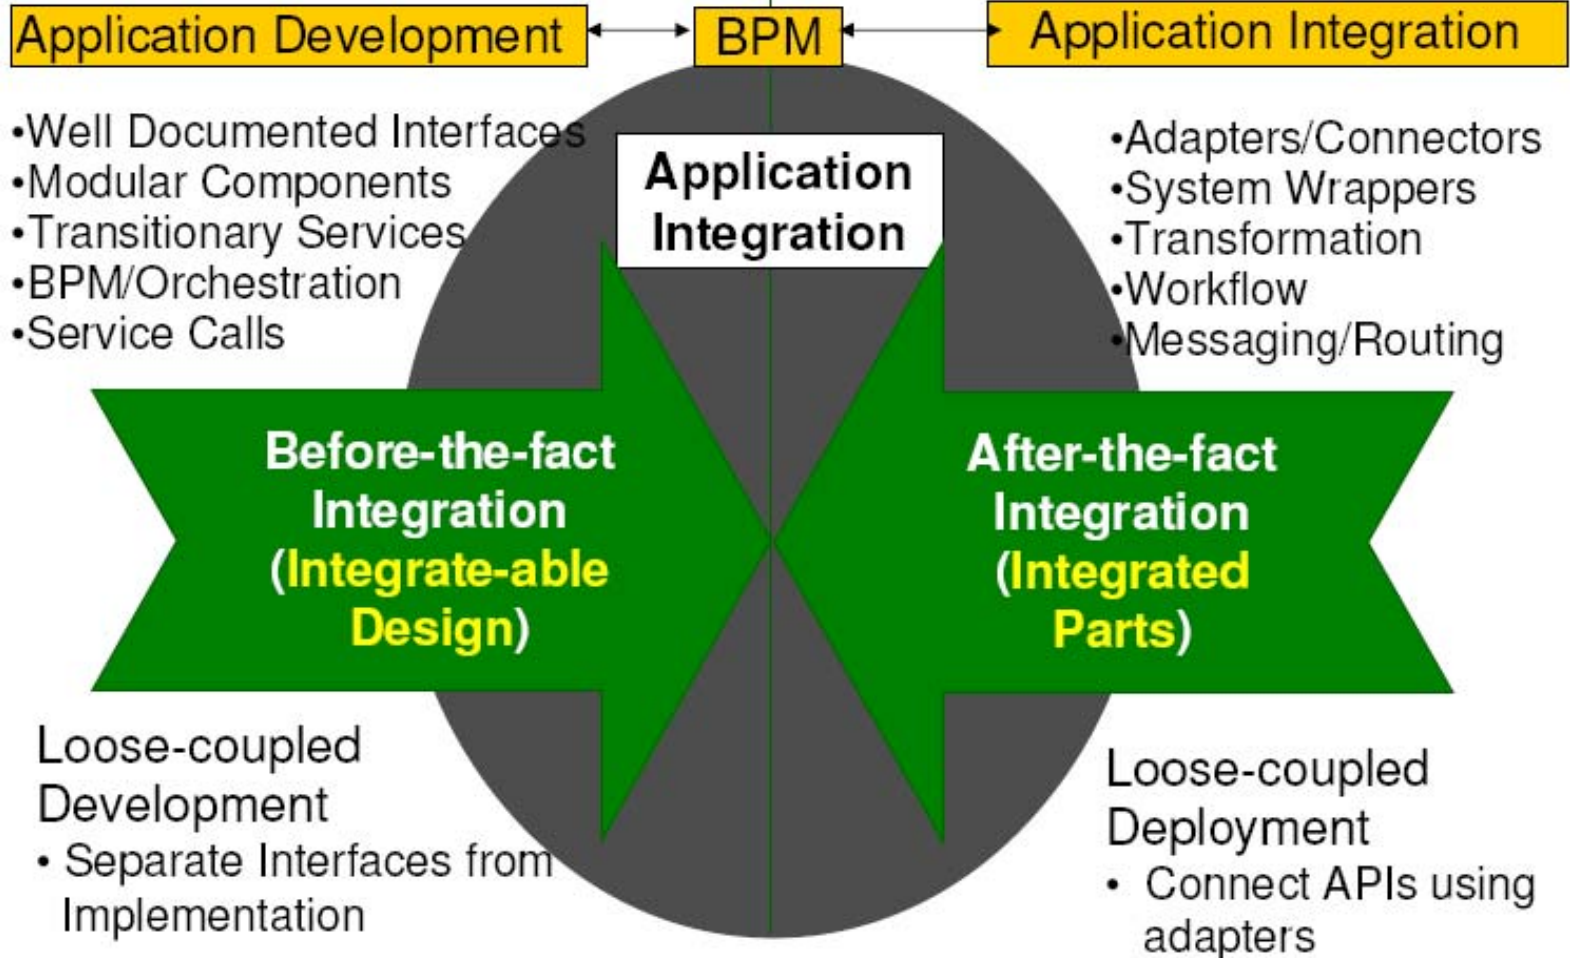 Application Development
BPM
Application Integration
•Well Documented Interfaces
•Modular Components
•Transitionary Services
•BPM/Orchestration
•Service Calls
Application
Integration
•Adapters/Connectors
•System Wrappers
•Transformation
•Workflow
•Messaging/Routing
Before-the-fact
Integration
(Integrate-able
Design)
After-the-fact
Integration
(Integrated
Parts)
Loose-coupled
Development
• Separate Interfaces from
Implementation
Loose-coupled
Deployment
• Connect APIs using
adapters